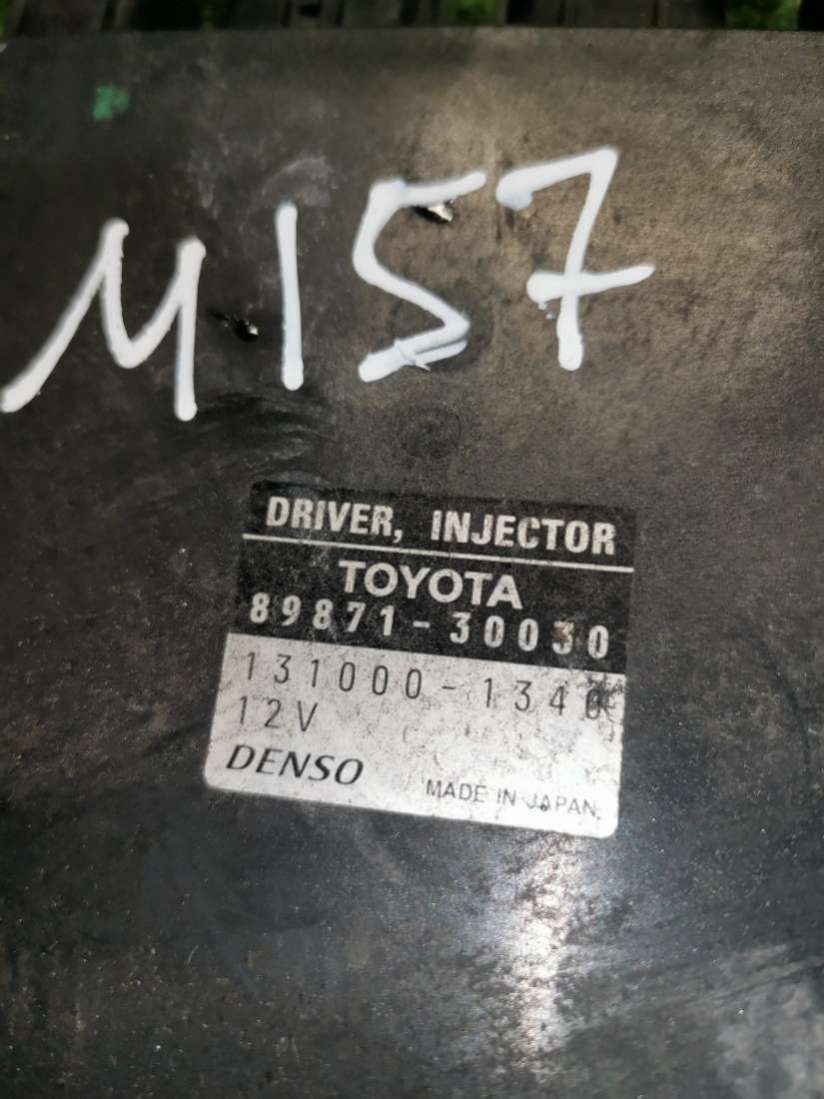 M157
DRIVER, INJECTOR
TOYOTA
89871-30030
131000-1340
12V
DENSO
MADE IN JAPAN